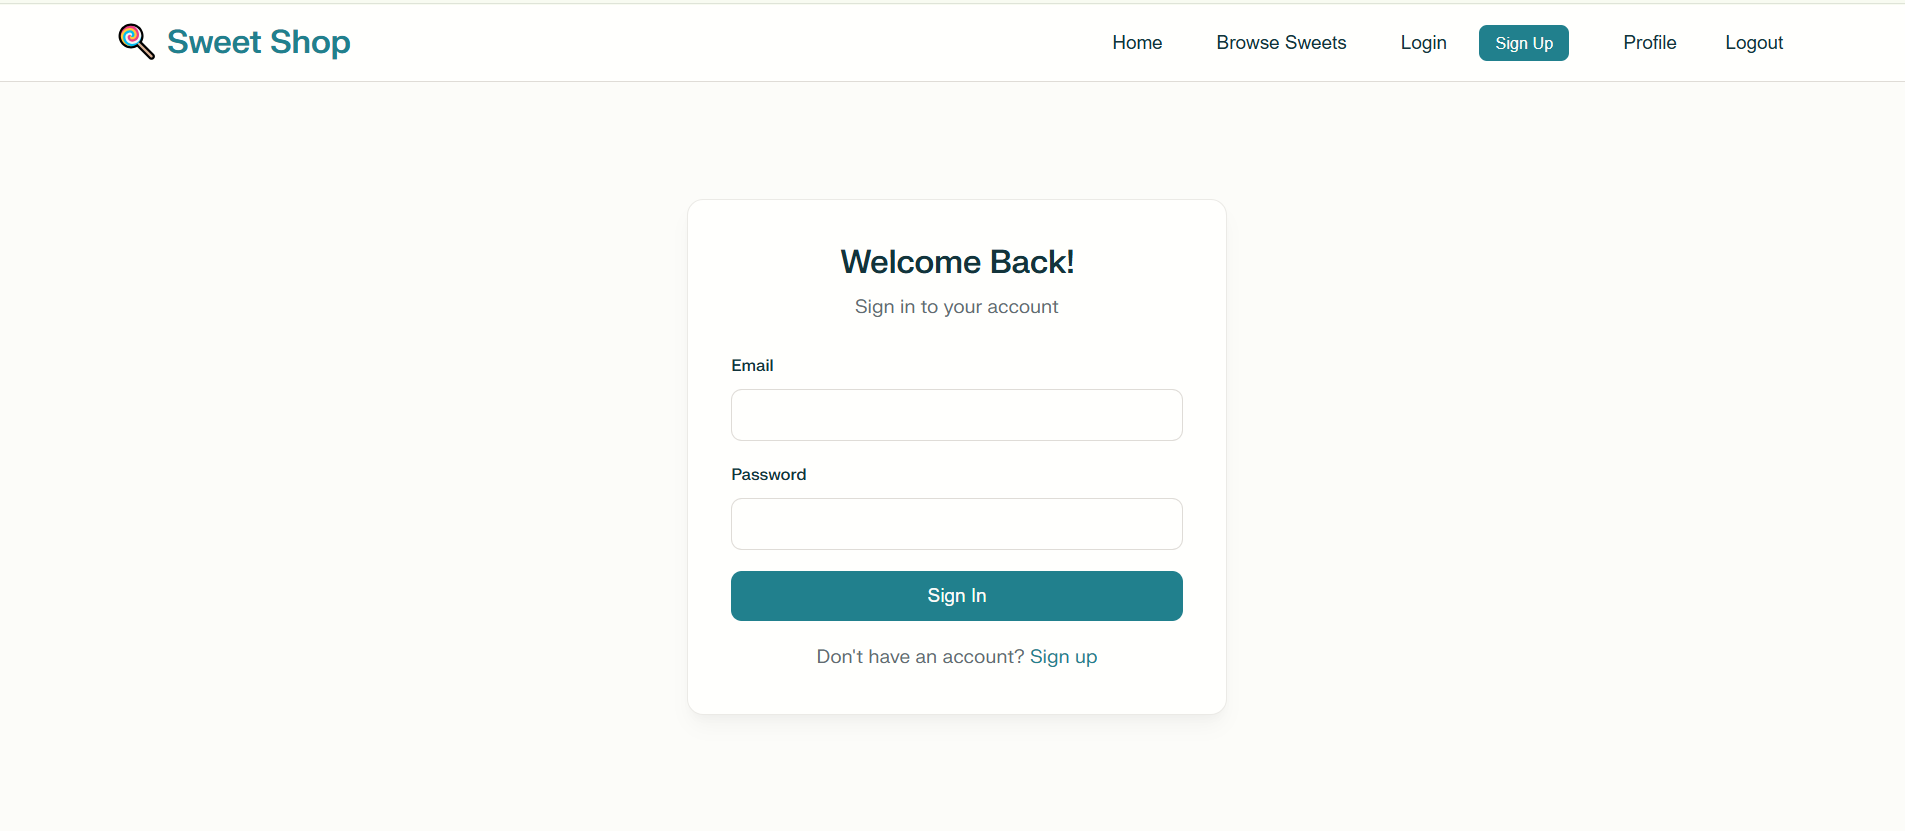 Sweet Shop
Home Browse Sweets Login Sign Up Profile Logout
Welcome Back!
Sign in to your account
Email
Password
Sign In
Don't have an account? Sign up